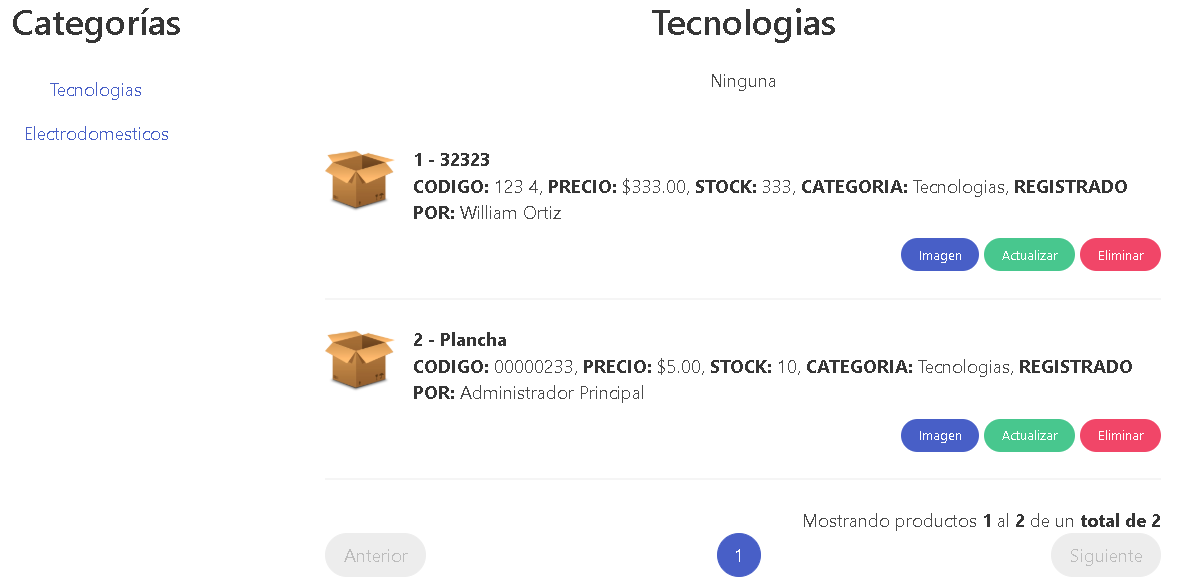 Categorías
Tecnologias
Electrodomesticos
Tecnologias
Ninguna
1 - 32323
CODIGO: 123 4, PRECIO: $333.00, STOCK: 333, CATEGORIA: Tecnologias, REGISTRADO
POR: William Ortiz
Imagen Actualizar Eliminar
2 - Plancha
CODIGO: 00000233, PRECIO: $5.00, STOCK: 10, CATEGORIA: Tecnologias, REGISTRADO
POR: Administrador Principal
Imagen Actualizar Eliminar
Mostrando productos 1 al 2 de un total de 2
Anterior 1 Siguiente